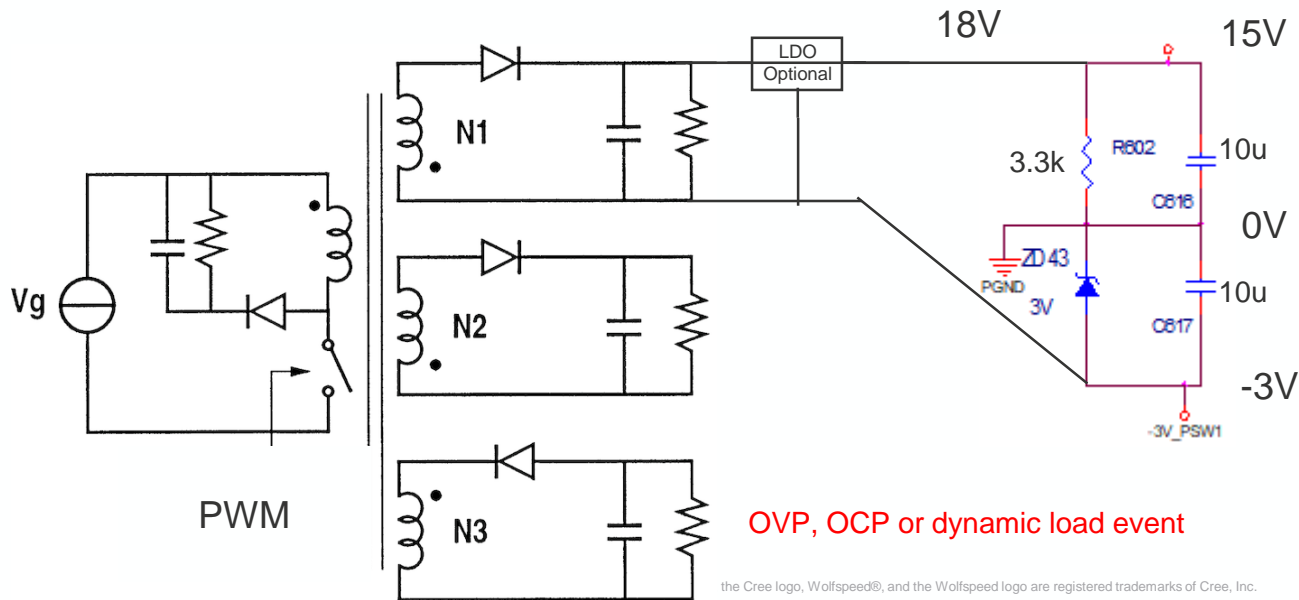 18V
15V
LDO
Optional
N1
3.3k
R602
10u
C616
0V
ZD43
PGND
3V
10u
C617
Vg
N2
-3V
-3V_PSW1
PWM
N3
OVP, OCP or dynamic load event
the Cree logo, Wolfspeed®, and the Wolfspeed logo are registered trademarks of Cree, Inc.